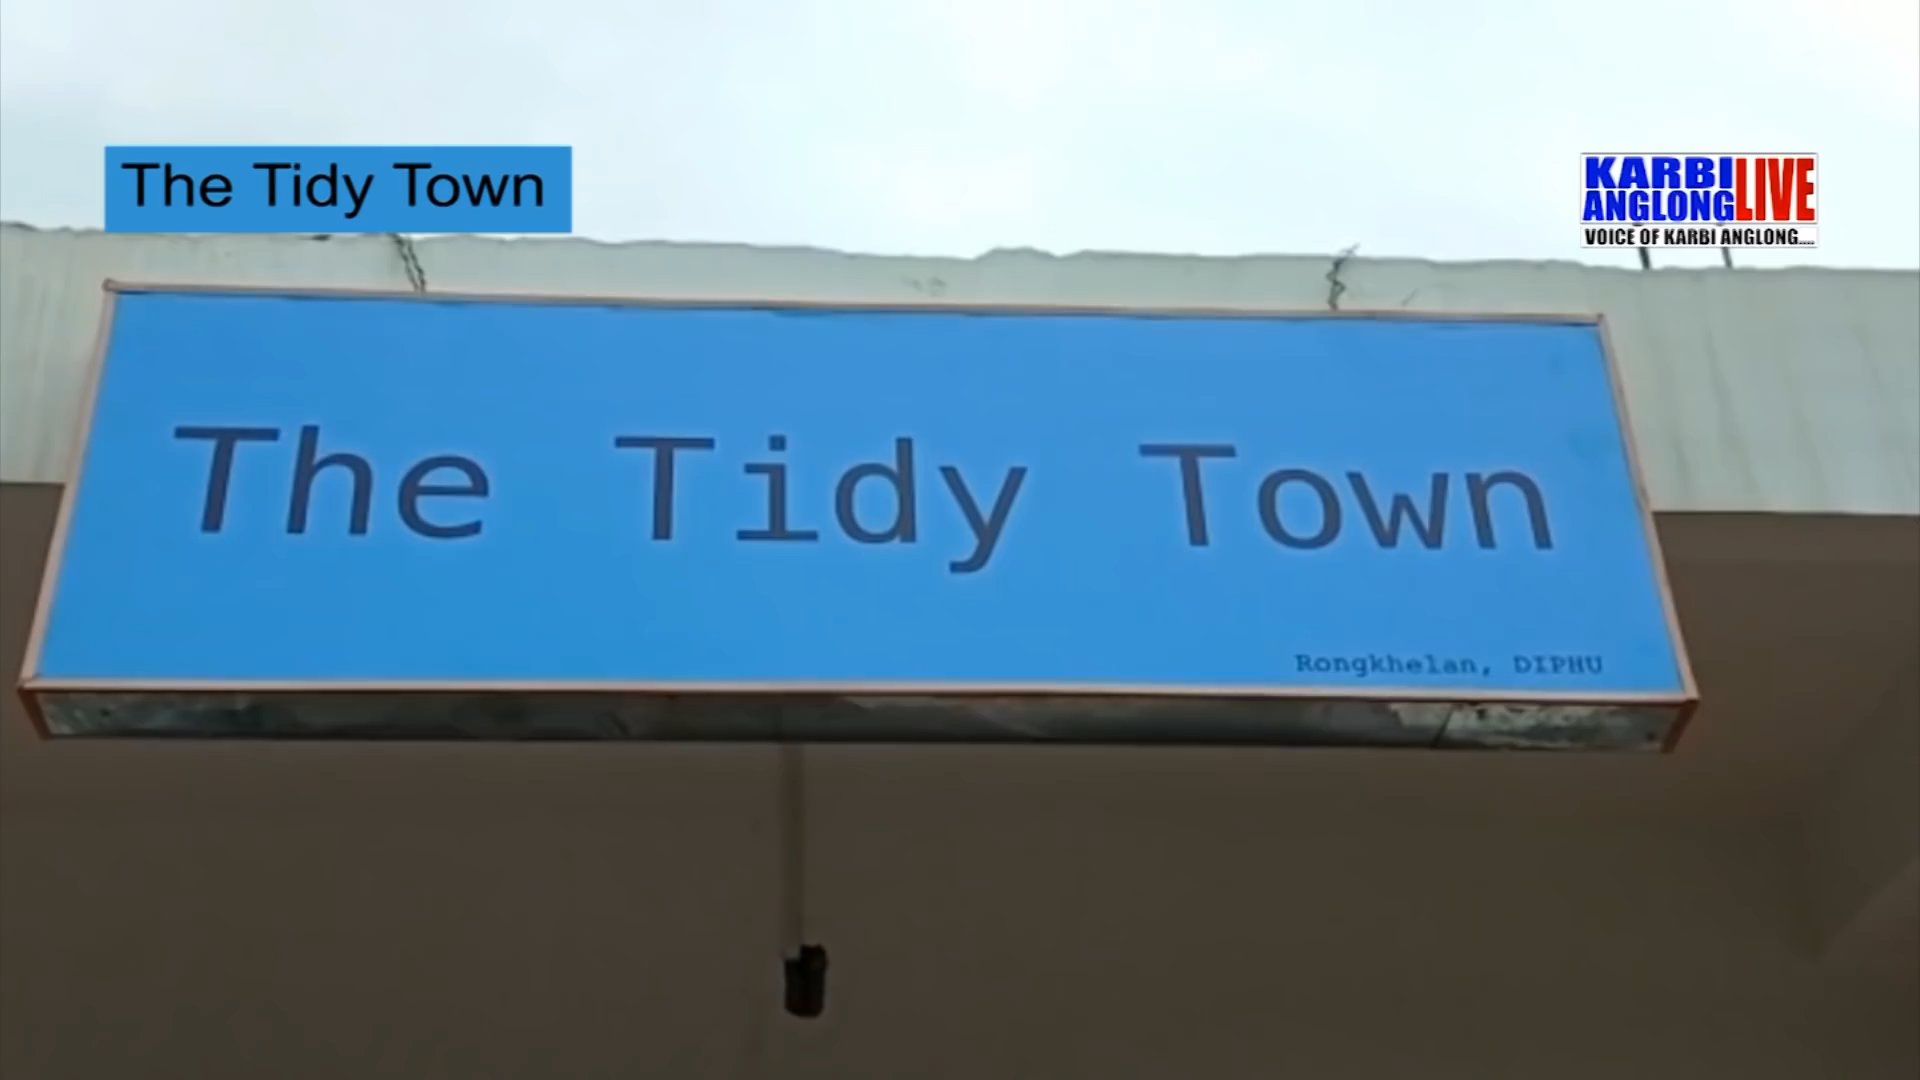 The Tidy Town
KARBI ANGLONG LIVE
VOICE OF KARBI ANGLONG....
The Tidy Town
Rongkhelan, DIPHU